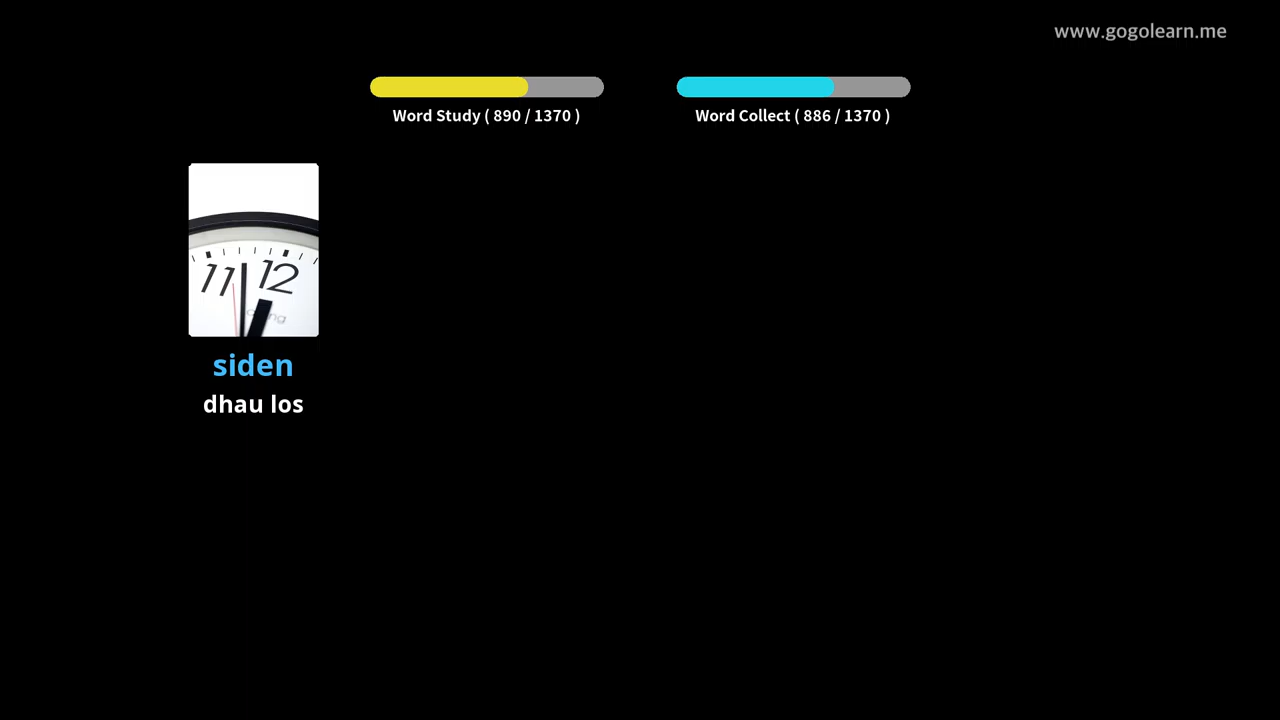 www.gogolearn.me
Word Study ( 890 / 1370 )
Word Collect ( 886 / 1370 )
11 12
siden
dhau los